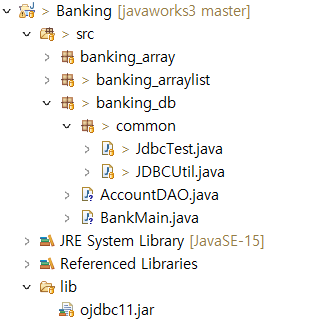 > Banking [javaworks3 master]
> src
banking_array
> banking_arraylist
> banking_db
> common
> JdbcTest.java
> JDBCUtil.java
AccountDAO.java
BankMain.java
JRE System Library [JavaSE-15]
Referenced Libraries
lib
ojdbc11.jar